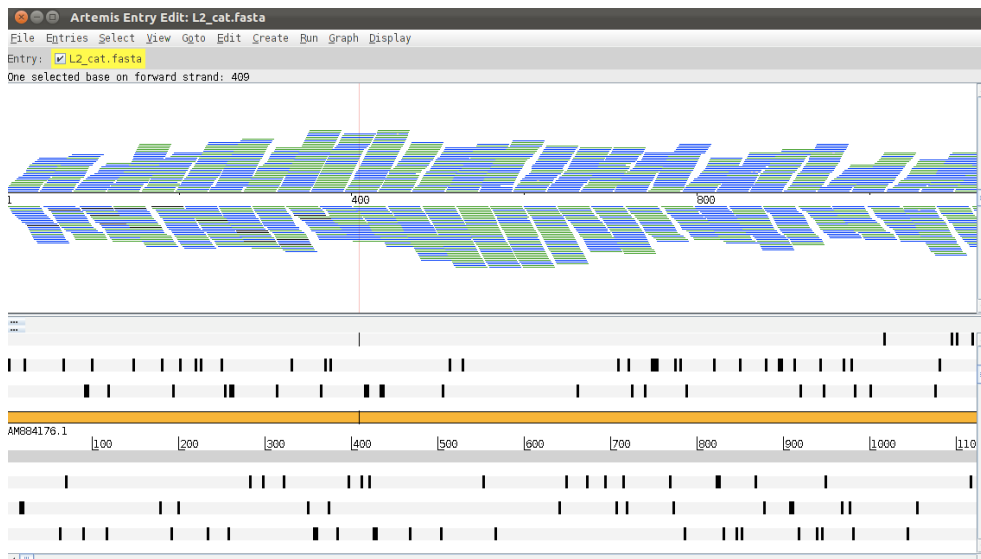 Artemis Entry Edit: L2_cat.fasta
File Entries Select View Goto Edit Create Run Graph Display
Entry: L2_cat.fasta
One selected base on forward strand: 409
1 400 800
AM884176.1
100 200 300 400 500 600 700 800 900 1000 110